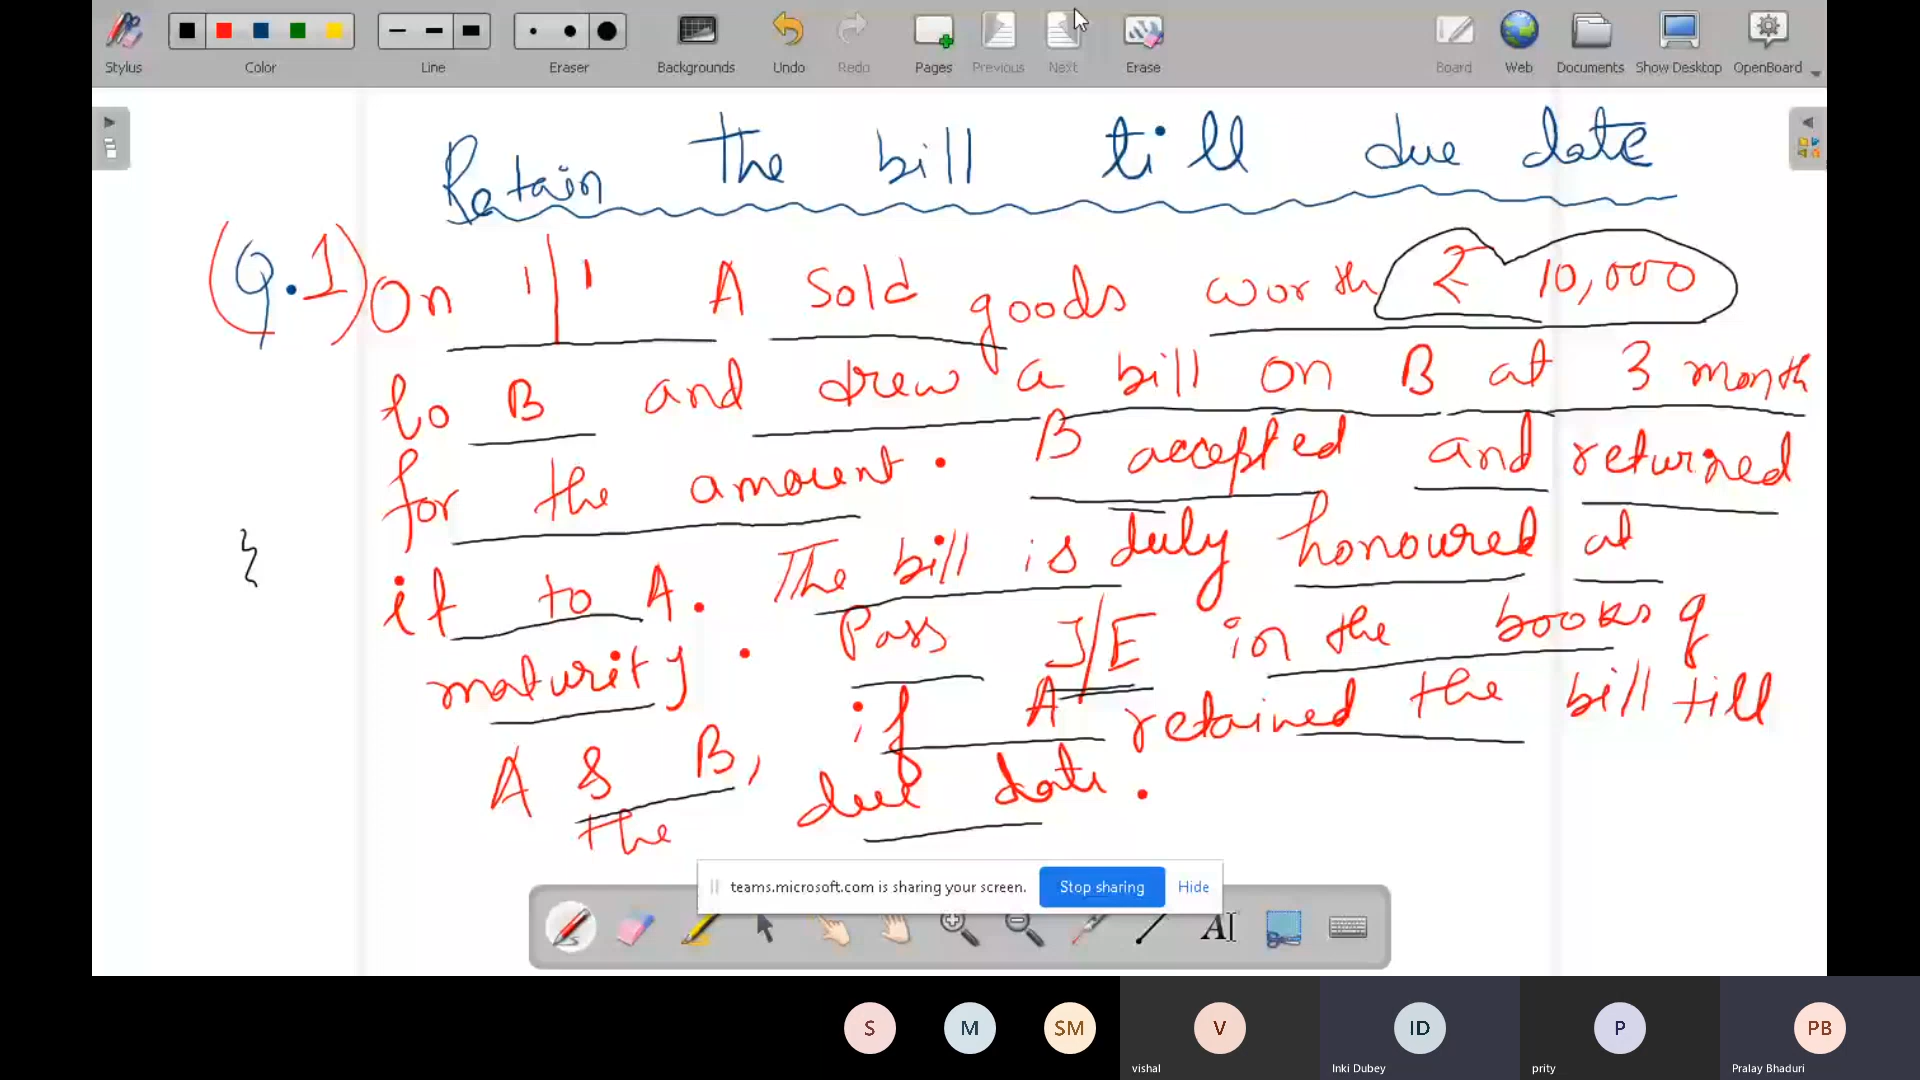 Stylus Color Line Eraser Backgrounds Undo Redo Pages Previous Next Erase Board Web Documents Show Desktop OpenBoard
Retain the bill till due date
(Q.1) On 1/1 A sold goods worth ₹ 10,000
to B and drew a bill on B at 3 month
for the amount. B accepted and returned
it to A. The bill is duly honoured at
maturity. Pass J/E in the books of
A & B, if A retained the bill till
the due date.
teams.microsoft.com is sharing your screen. Stop sharing Hide
AI
S M SM V ID P PB
vishal Inki Dubey prity Pralay Bhaduri